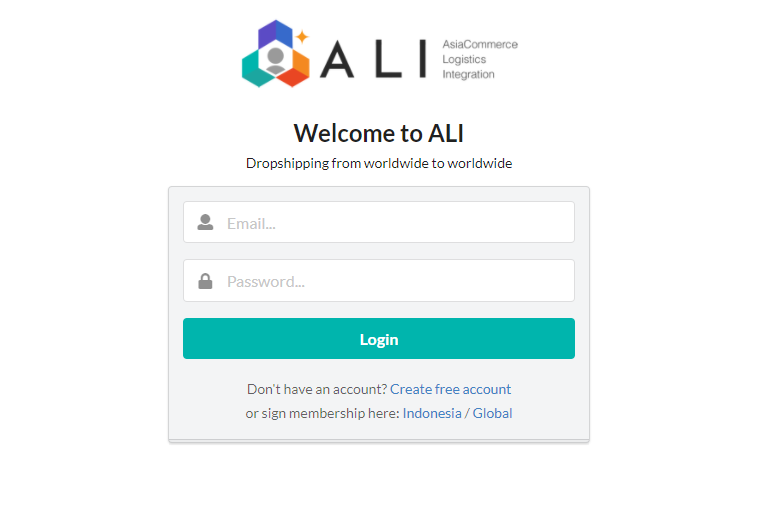 ALI
AsiaCommerce
Logistics
Integration
Welcome to ALI
Dropshipping from worldwide to worldwide
Email...
Password...
Login
Don't have an account? Create free account
or sign membership here: Indonesia / Global